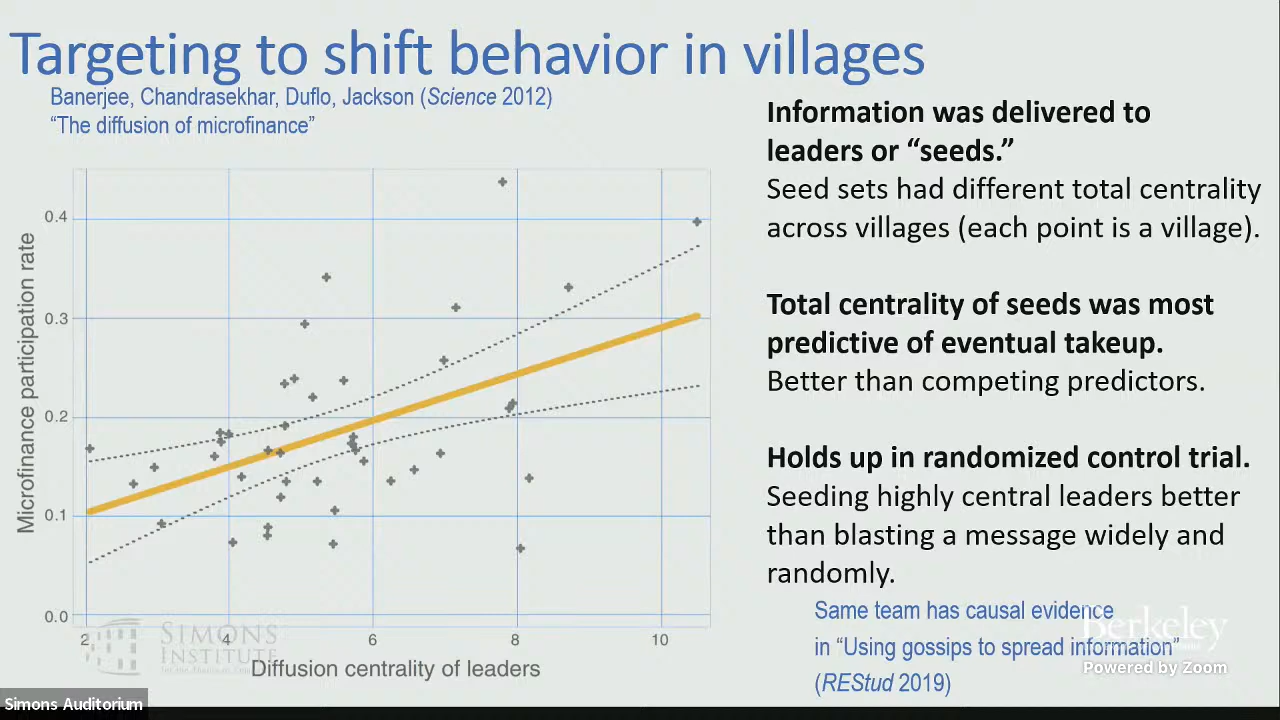 Targeting to shift behavior in villages
Banerjee, Chandrasekhar, Duflo, Jackson (Science 2012)
“The diffusion of microfinance”
Information was delivered to
leaders or “seeds.”
Seed sets had different total centrality
across villages (each point is a village).
Total centrality of seeds was most
predictive of eventual takeup.
Better than competing predictors.
Holds up in randomized control trial.
Seeding highly central leaders better
than blasting a message widely and
randomly.
Same team has causal evidence
in “Using gossips to spread information”
(REStud 2019)
Microfinance participation rate
0.4
0.3
0.2
0.1
0.0
2 4 6 8 10
Diffusion centrality of leaders
SIMONS
INSTITUTE
Berkeley
Powered by Zoom
Simons Auditorium